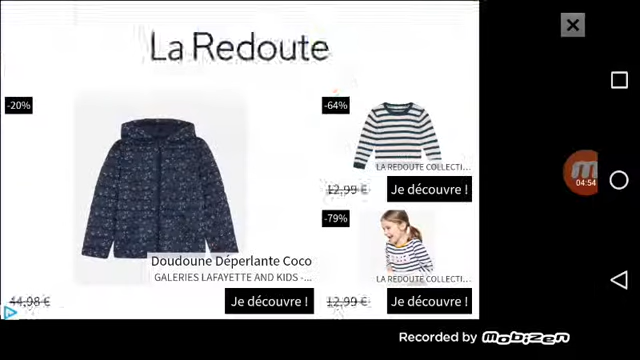 La Redoute
-20%
Doudoune Déperlante Coco
GALERIES LAFAYETTE AND KIDS -...
44,98 €
Je découvre !
-64%
LA REDOUTE COLLECTI...
12,99 €
Je découvre !
-79%
LA REDOUTE COLLECTI...
12,99 €
Je découvre !
04:54
Recorded by Mobizen